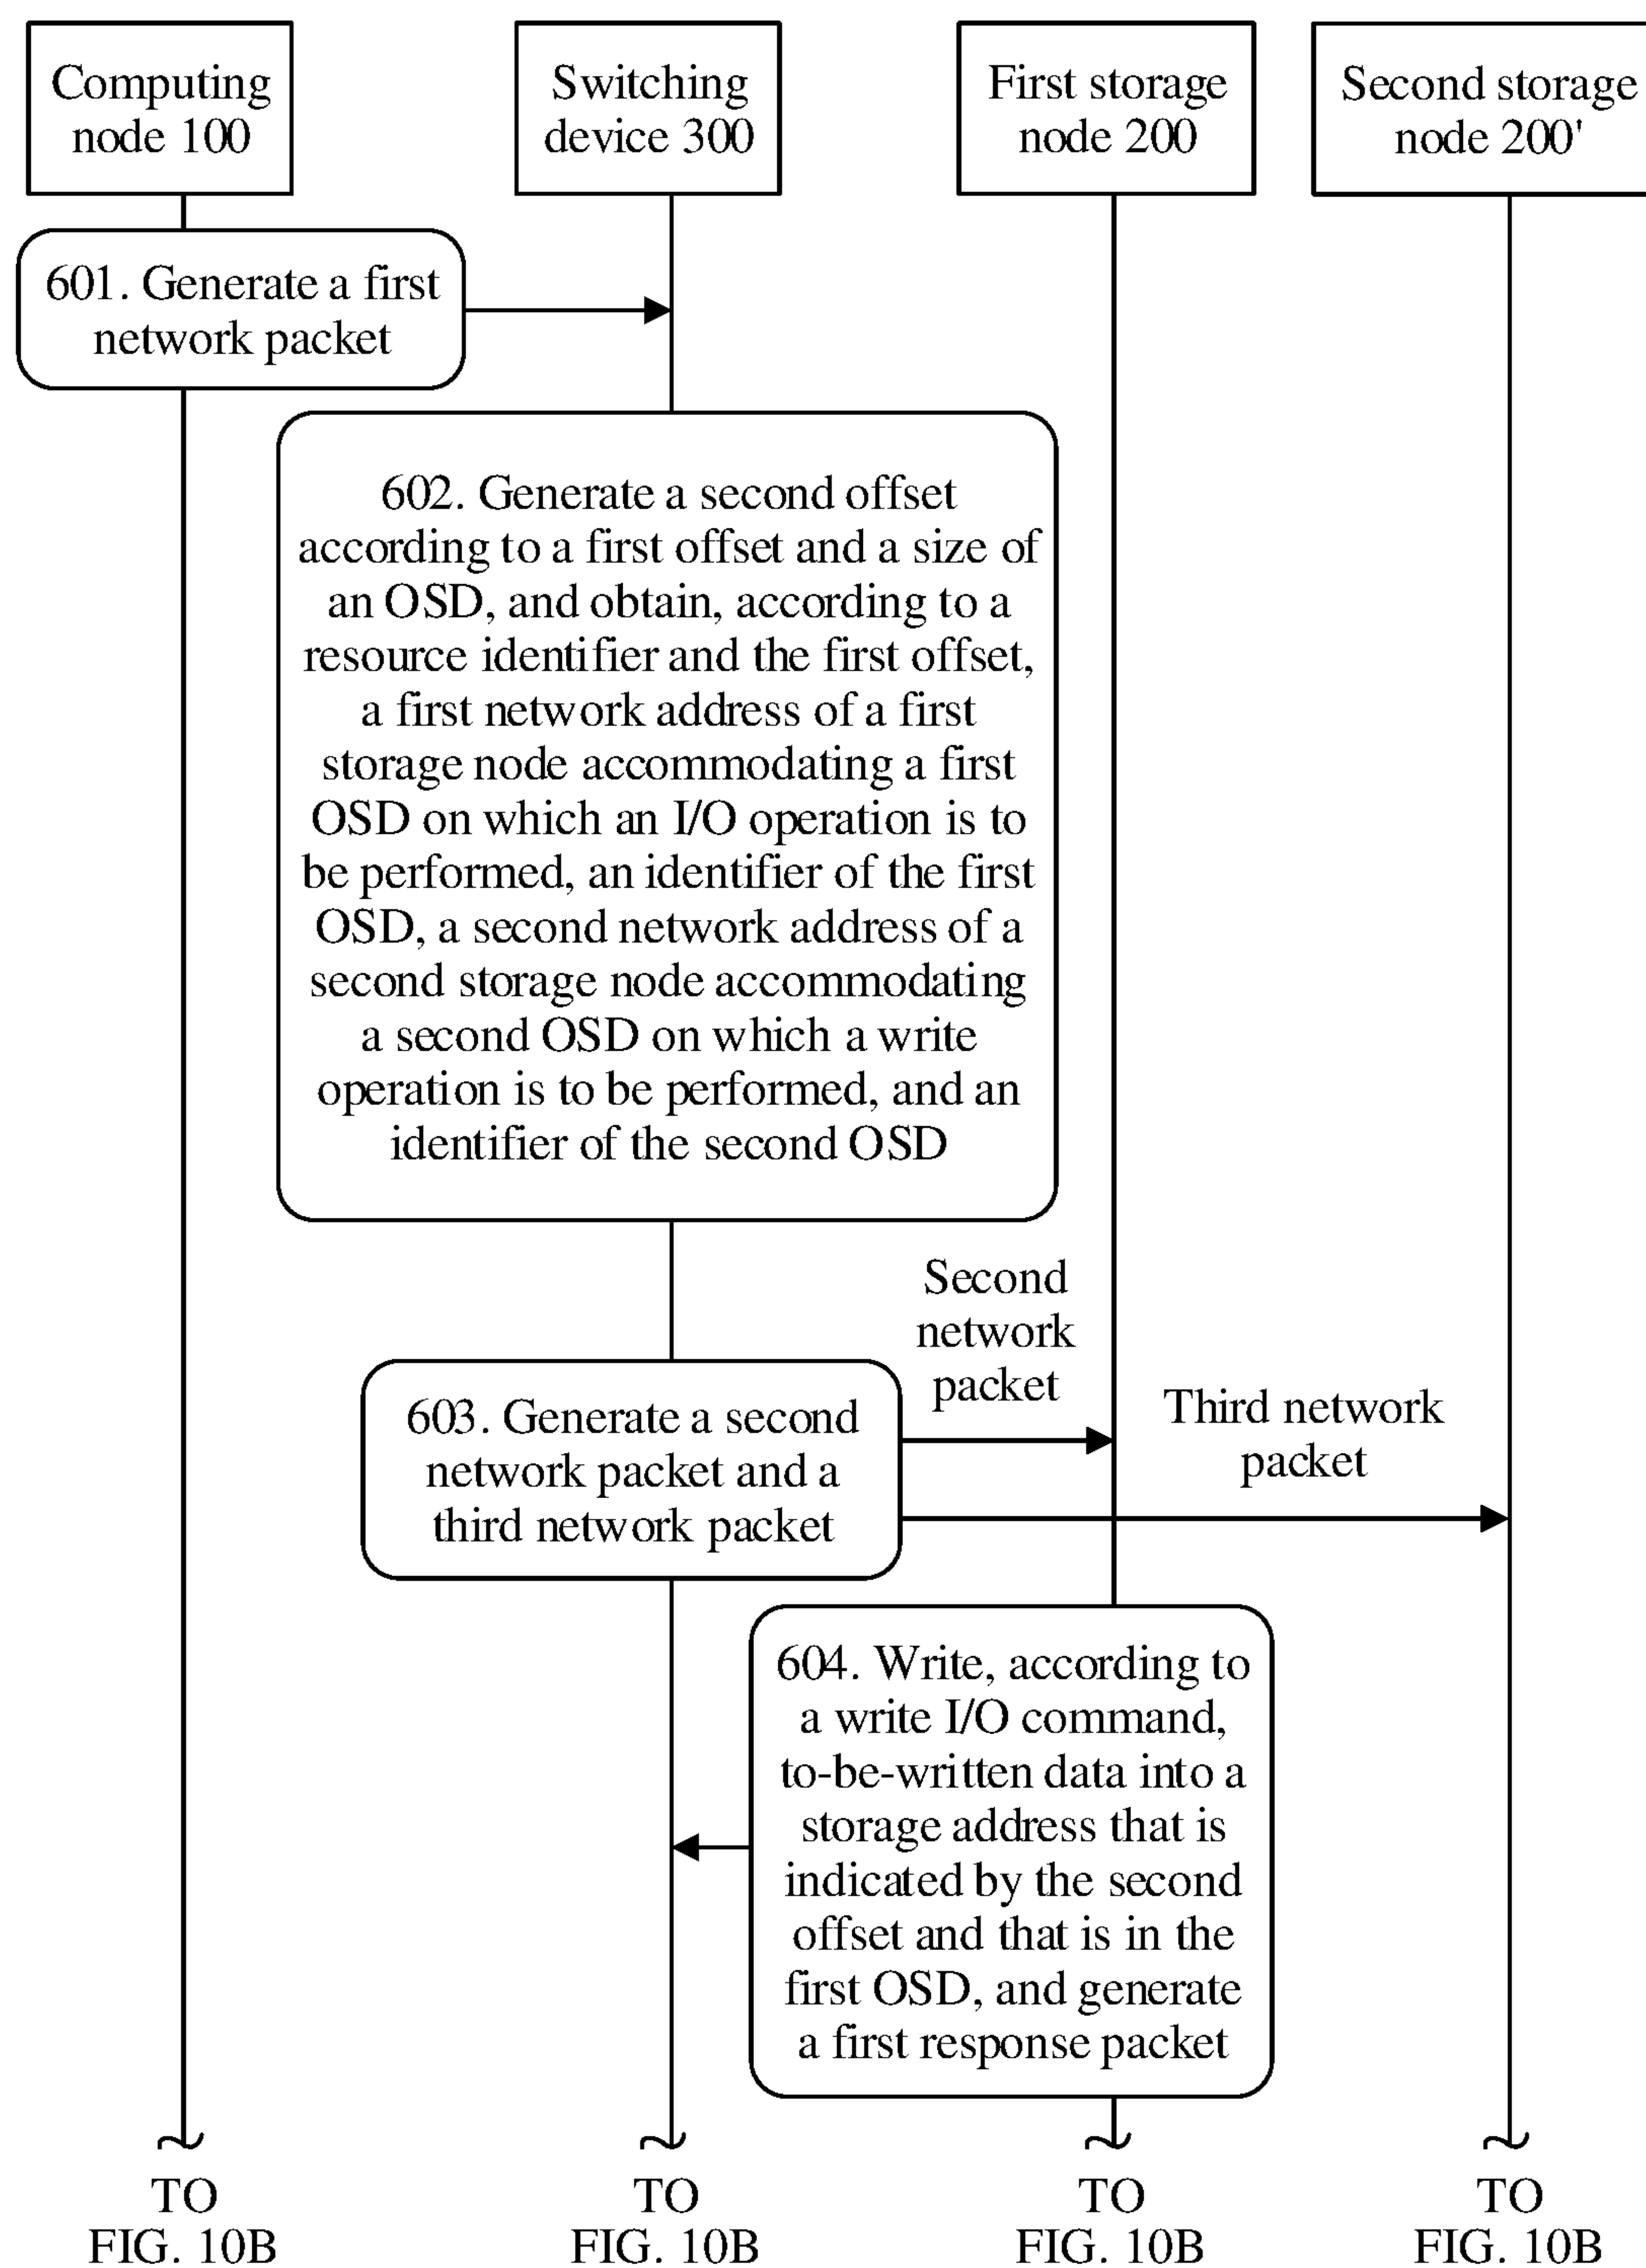 Computing
node 100
Switching
device 300
First storage
node 200
Second storage
node 200'
601. Generate a first
network packet
602. Generate a second offset
according to a first offset and a size of
an OSD, and obtain, according to a
resource identifier and the first offset,
a first network address of a first
storage node accommodating a first
OSD on which an I/O operation is to
be performed, an identifier of the first
OSD, a second network address of a
second storage node accommodating
a second OSD on which a write
operation is to be performed, and an
identifier of the second OSD
Second
network
packet
Third network
packet
603. Generate a second
network packet and a
third network packet
604. Write, according to
a write I/O command,
to-be-written data into a
storage address that is
indicated by the second
offset and that is in the
first OSD, and generate
a first response packet
TO
FIG. 10B
TO
FIG. 10B
TO
FIG. 10B
TO
FIG. 10B